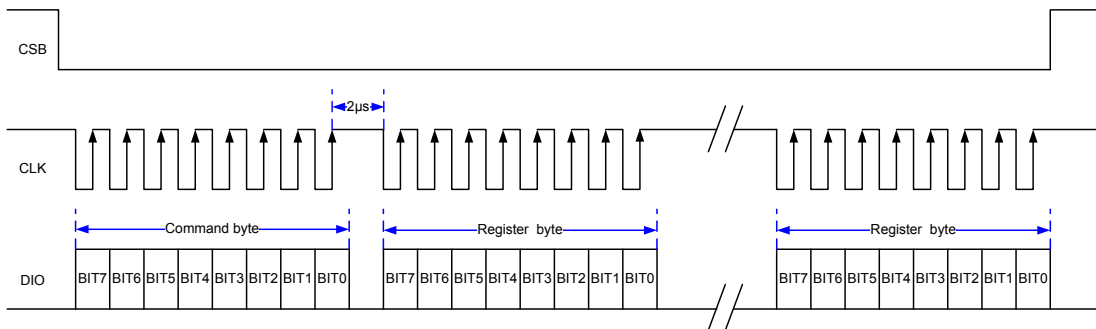 CSB
2μs
CLK
Command byte Register byte Register byte
DIO BIT7 BIT6 BIT5 BIT4 BIT3 BIT2 BIT1 BIT0 BIT7 BIT6 BIT5 BIT4 BIT3 BIT2 BIT1 BIT0 BIT7 BIT6 BIT5 BIT4 BIT3 BIT2 BIT1 BIT0